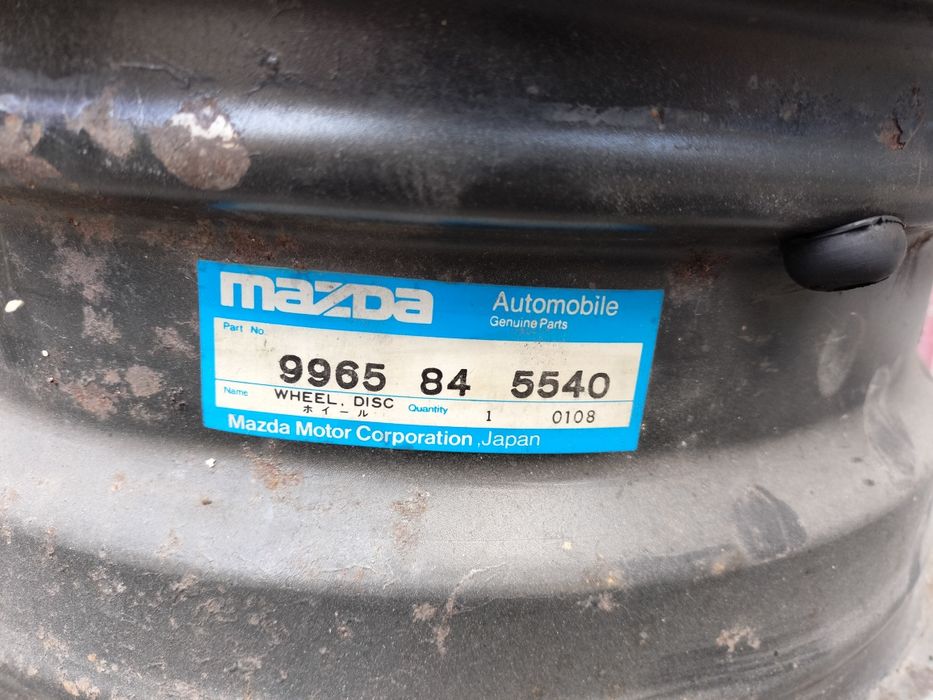 mazda Automobile
Genuine Parts
Part No.
9965 84 5540
Name WHEEL, DISC Quantity 1 0108
ホイール
Mazda Motor Corporation ,Japan